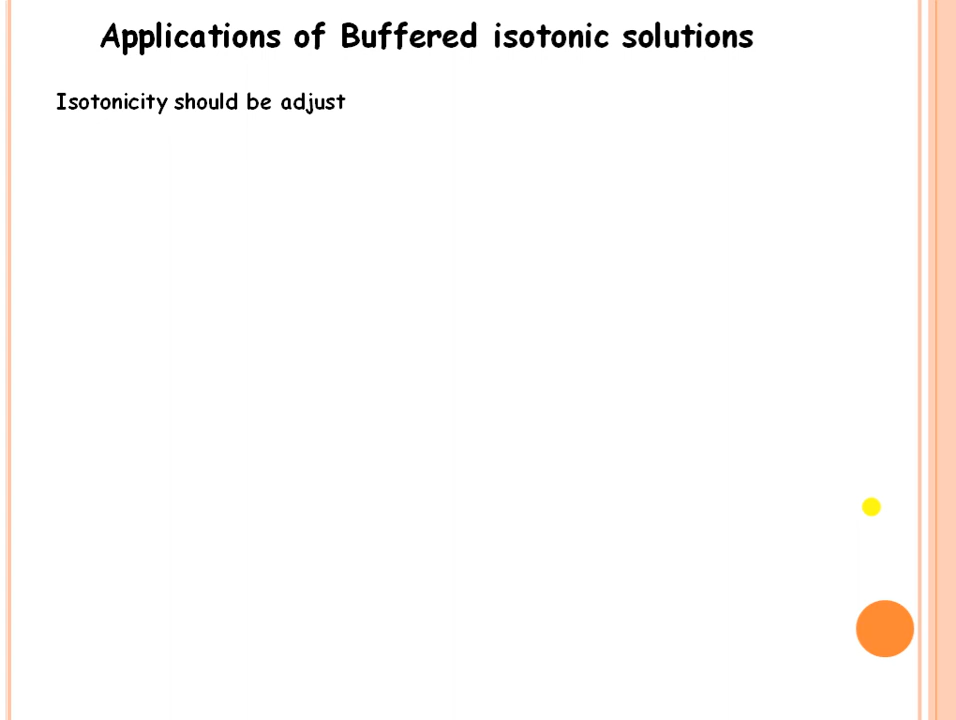 Applications of Buffered isotonic solutions
Isotonicity should be adjust